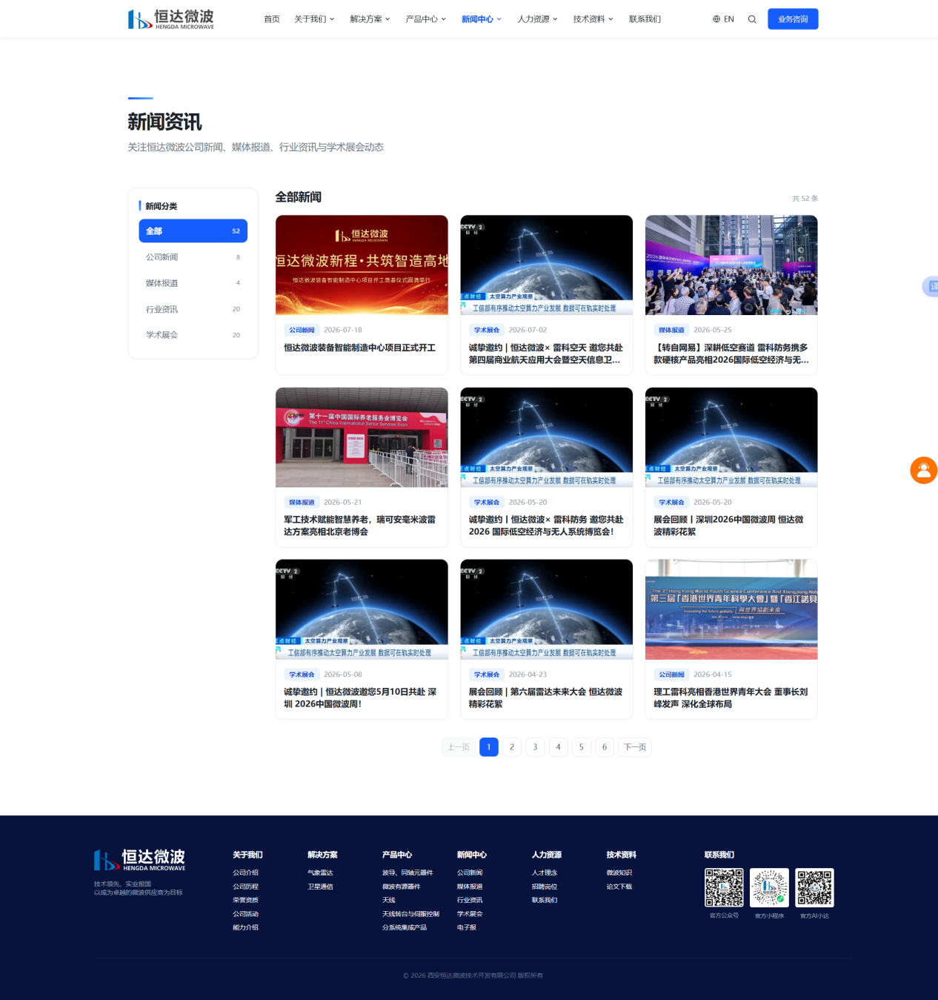 恒达微波
HENGDA MICROWAVE
首页 关于我们 解决方案 产品中心 新闻中心 人力资源 技术资料 联系我们 EN 业务咨询
新闻资讯
关注恒达微波公司新闻、媒体报道、行业资讯与学术展会动态
新闻分类
全部 52
公司新闻 8
媒体报道 4
行业资讯 20
学术展会 20
全部新闻
共 52 条
恒达微波
HENGDA MICROWAVE
恒达微波新程·共筑智造高地
恒达微波装备智能制造中心项目开工奠基仪式圆满举行
公司新闻 2026-07-18
恒达微波装备智能制造中心项目正式开工
CCTV 2
财 经
正点财经 太空算力产业观察
工信部有序推动太空算力产业发展 数据可在轨实时处理
学术展会 2026-07-02
诚挚邀约 | 恒达微波× 雷科空天 邀您共赴
第四届商业航天应用大会暨空天信息卫...
媒体报道 2026-05-25
【转自网易】深耕低空赛道 雷科防务携多
款硬核产品亮相2026国际低空经济与无...
第十一届中国国际养老服务业博览会
The 11th China International Senior Services Expo
媒体报道 2026-05-21
军工技术赋能智慧养老，瑞可安毫米波雷
达方案亮相北京老博会
CCTV 2
财 经
正点财经 太空算力产业观察
工信部有序推动太空算力产业发展 数据可在轨实时处理
学术展会 2026-05-20
诚挚邀约丨恒达微波× 雷科防务 邀您共赴
2026 国际低空经济与无人系统博览会！
CCTV 2
财 经
正点财经 太空算力产业观察
工信部有序推动太空算力产业发展 数据可在轨实时处理
学术展会 2026-05-20
展会回顾丨深圳2026中国微波周 恒达微
波精彩花絮
CCTV 2
财 经
正点财经 太空算力产业观察
工信部有序推动太空算力产业发展 数据可在轨实时处理
学术展会 2026-05-08
诚挚邀约 | 恒达微波邀您5月10日共赴 深
圳 2026中国微波周！
CCTV 2
财 经
正点财经 太空算力产业观察
工信部有序推动太空算力产业发展 数据可在轨实时处理
学术展会 2026-04-23
展会回顾 | 第六届雷达未来大会 恒达微波
精彩花絮
The 3rd Hong Kong World Youth Science Conference And Xiangjiang Nob
第三届「香港世界青年科學大會」暨「香江諾貝
Innovating the future globally 與世界協創未來
公司新闻 2026-04-15
理工雷科亮相香港世界青年大会 董事长刘
峰发声 深化全球布局
上一页 1 2 3 4 5 6 下一页
译
恒达微波
HENGDA MICROWAVE
技术领先，实业报国
以成为卓越的微波供应商为目标
关于我们
公司介绍
公司历程
荣誉资质
公司活动
能力介绍
解决方案
气象雷达
卫星通信
产品中心
波导、同轴元器件
微波有源器件
天线
天线转台与伺服控制
分系统集成产品
新闻中心
公司新闻
媒体报道
行业资讯
学术展会
电子报
人力资源
人才理念
招聘岗位
联系我们
技术资料
微波知识
论文下载
联系我们
官方公众号 官方小程序 官方AI小达
© 2026 西安恒达微波技术开发有限公司 版权所有